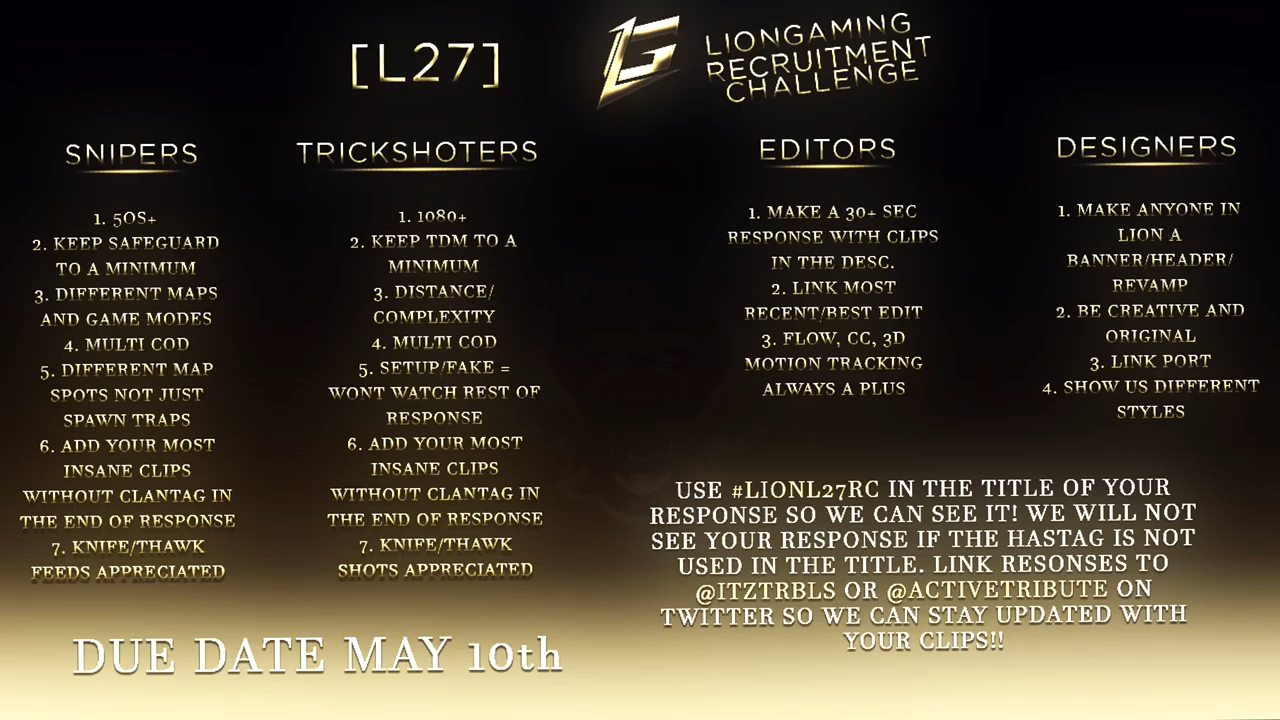 [L27]
LIONGAMING
RECRUITMENT
CHALLENGE
SNIPERS
1. 5OS+
2. KEEP SAFEGUARD
TO A MINIMUM
3. DIFFERENT MAPS
AND GAME MODES
4. MULTI COD
5. DIFFERENT MAP
SPOTS NOT JUST
SPAWN TRAPS
6. ADD YOUR MOST
INSANE CLIPS
WITHOUT CLANTAG IN
THE END OF RESPONSE
7. KNIFE/THAWK
FEEDS APPRECIATED
TRICKSHOTERS
1. 1080+
2. KEEP TDM TO A
MINIMUM
3. DISTANCE/
COMPLEXITY
4. MULTI COD
5. SETUP/FAKE =
WONT WATCH REST OF
RESPONSE
6. ADD YOUR MOST
INSANE CLIPS
WITHOUT CLANTAG IN
THE END OF RESPONSE
7. KNIFE/THAWK
SHOTS APPRECIATED
EDITORS
1. MAKE A 30+ SEC
RESPONSE WITH CLIPS
IN THE DESC.
2. LINK MOST
RECENT/BEST EDIT
3. FLOW, CC, 3D
MOTION TRACKING
ALWAYS A PLUS
DESIGNERS
1. MAKE ANYONE IN
LION A
BANNER/HEADER/
REVAMP
2. BE CREATIVE AND
ORIGINAL
3. LINK PORT
4. SHOW US DIFFERENT
STYLES
USE #LIONL27RC IN THE TITLE OF YOUR
RESPONSE SO WE CAN SEE IT! WE WILL NOT
SEE YOUR RESPONSE IF THE HASTAG IS NOT
USED IN THE TITLE. LINK RESONSES TO
@ITZTRBLS OR @ACTIVETRIBUTE ON
TWITTER SO WE CAN STAY UPDATED WITH
YOUR CLIPS!!
DUE DATE MAY 10th